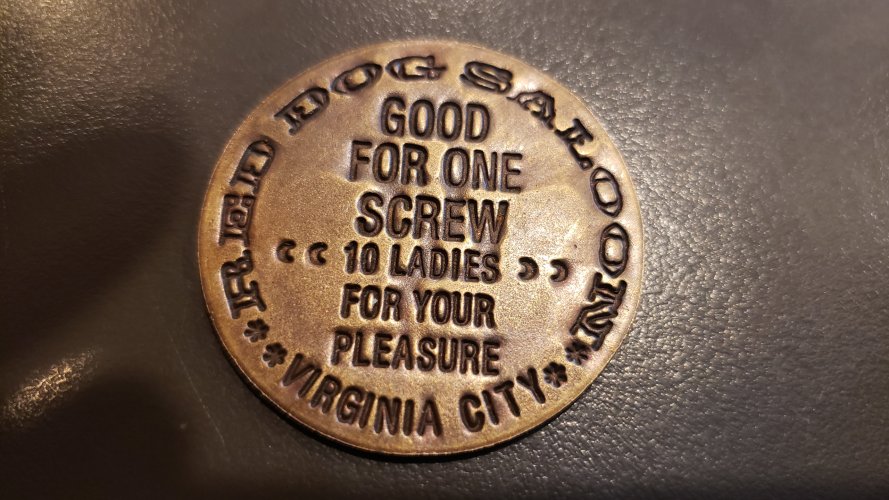 RED DOG SALOON
GOOD
FOR ONE
SCREW
10 LADIES
FOR YOUR
PLEASURE
**VIRGINIA CITY**